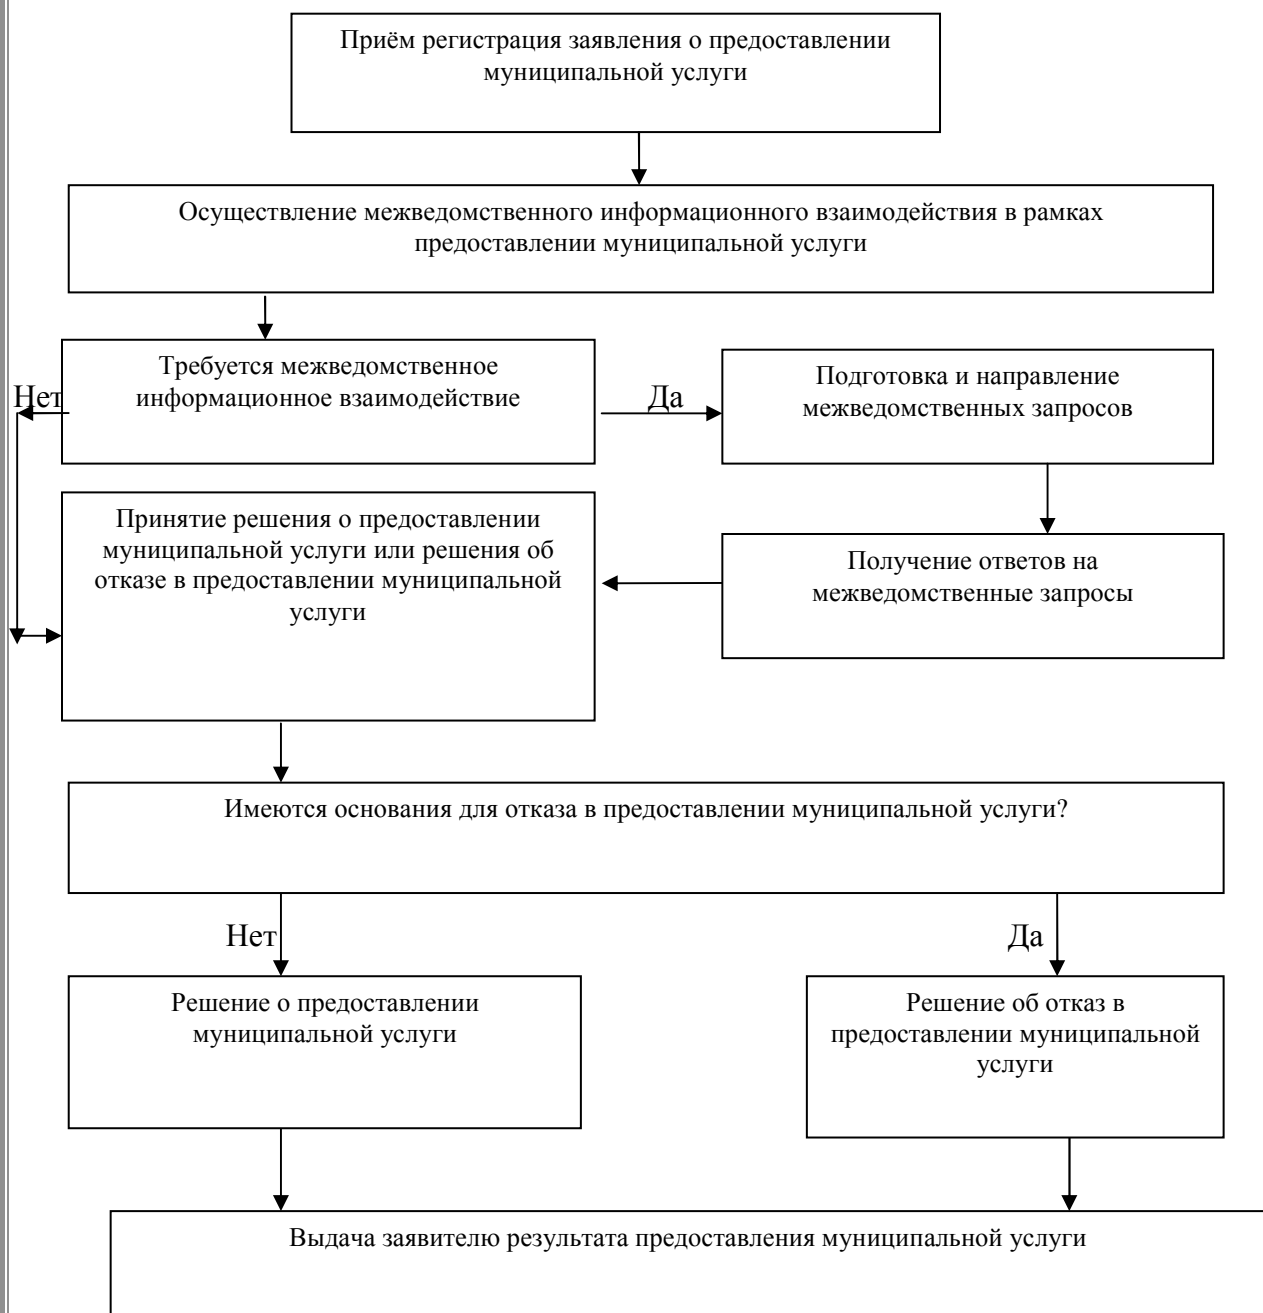 Приём регистрация заявления о предоставлении
муниципальной услуги
Осуществление межведомственного информационного взаимодействия в рамках
предоставлении муниципальной услуги
Требуется межведомственное
информационное взаимодействие
Нет
Да
Подготовка и направление
межведомственных запросов
Принятие решения о предоставлении
муниципальной услуги или решения об
отказе в предоставлении муниципальной
услуги
Получение ответов на
межведомственные запросы
Имеются основания для отказа в предоставлении муниципальной услуги?
Нет
Да
Решение о предоставлении
муниципальной услуги
Решение об отказ в
предоставлении муниципальной
услуги
Выдача заявителю результата предоставления муниципальной услуги